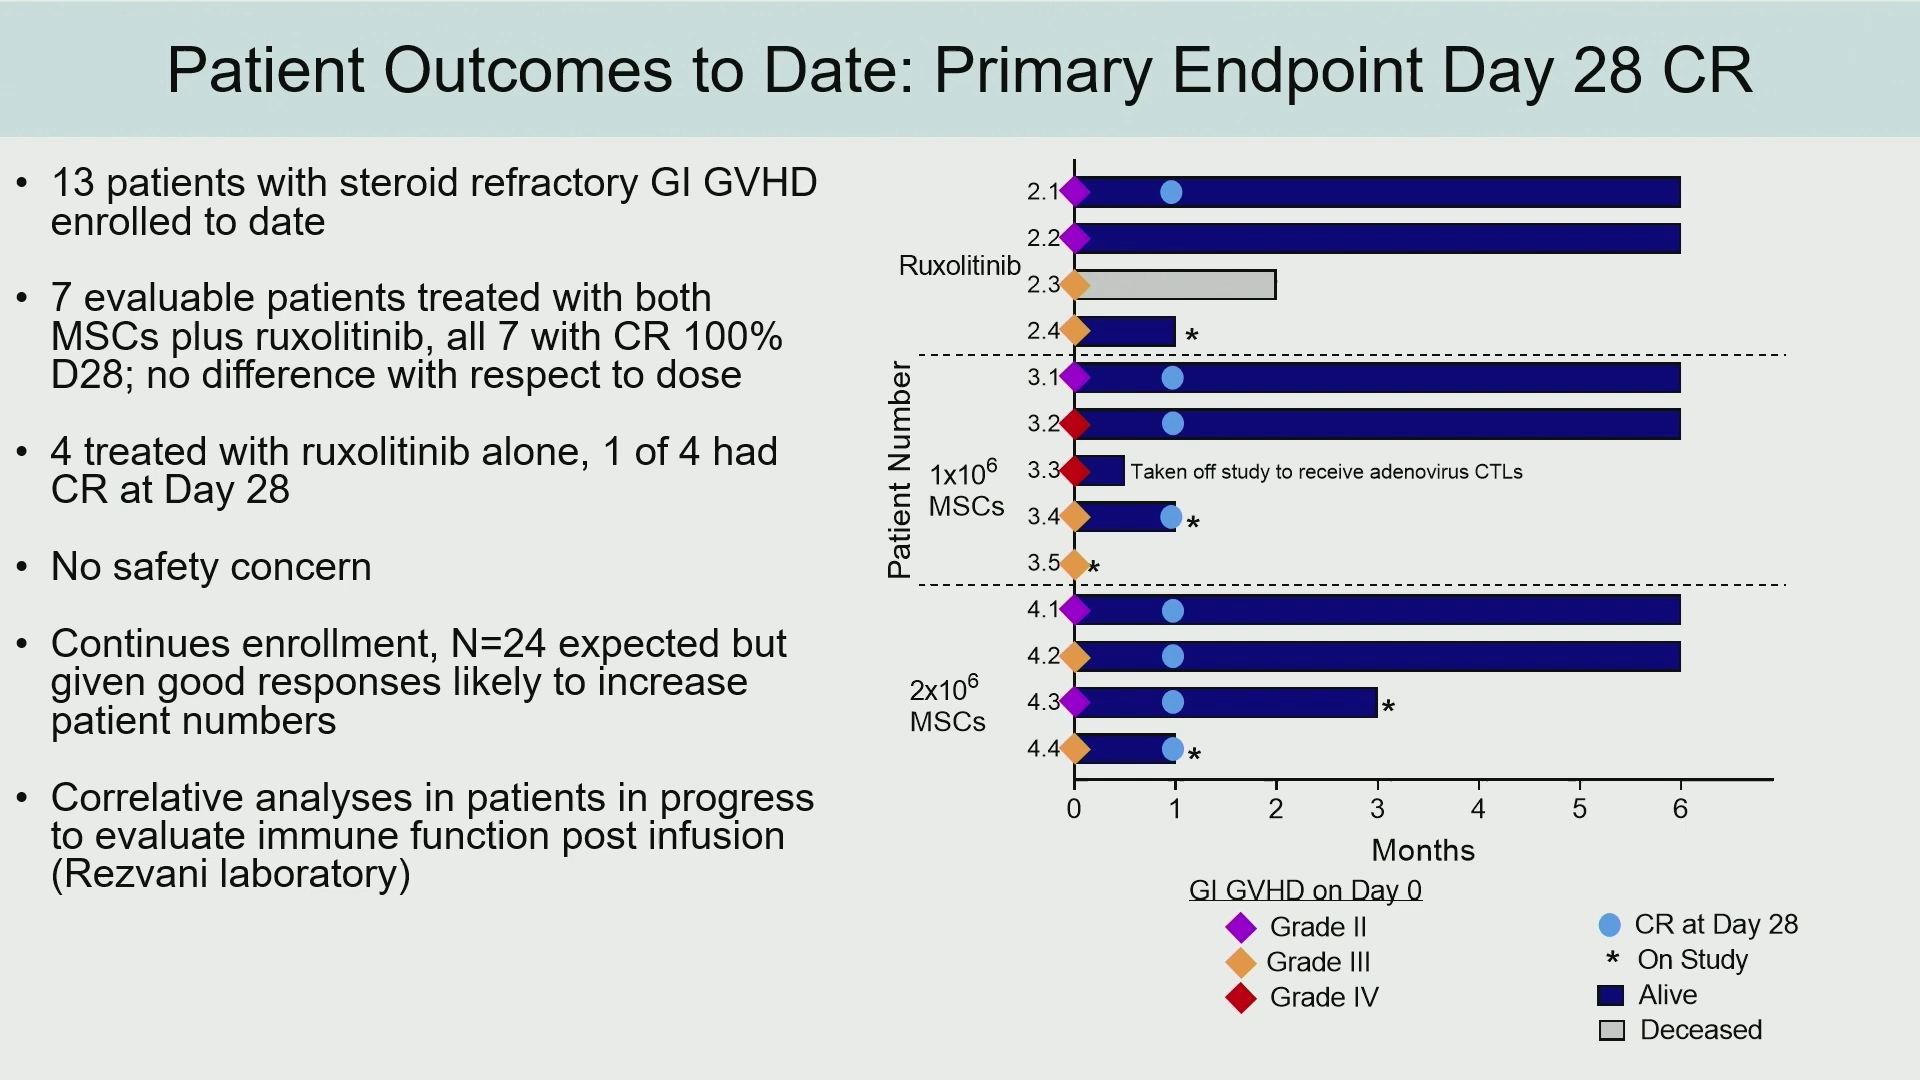 Patient Outcomes to Date: Primary Endpoint Day 28 CR
• 13 patients with steroid refractory GI GVHD
enrolled to date
• 7 evaluable patients treated with both
MSCs plus ruxolitinib, all 7 with CR 100%
D28; no difference with respect to dose
• 4 treated with ruxolitinib alone, 1 of 4 had
CR at Day 28
• No safety concern
• Continues enrollment, N=24 expected but
given good responses likely to increase
patient numbers
• Correlative analyses in patients in progress
to evaluate immune function post infusion
(Rezvani laboratory)
Patient Number
Ruxolitinib
2.1
2.2
2.3
2.4 *
1x10⁶
MSCs
3.1
3.2
3.3 Taken off study to receive adenovirus CTLs
3.4 *
3.5 *
2x10⁶
MSCs
4.1
4.2
4.3 *
4.4 *
0 1 2 3 4 5 6
Months
GI GVHD on Day 0
Grade II
Grade III
Grade IV
CR at Day 28
* On Study
Alive
Deceased